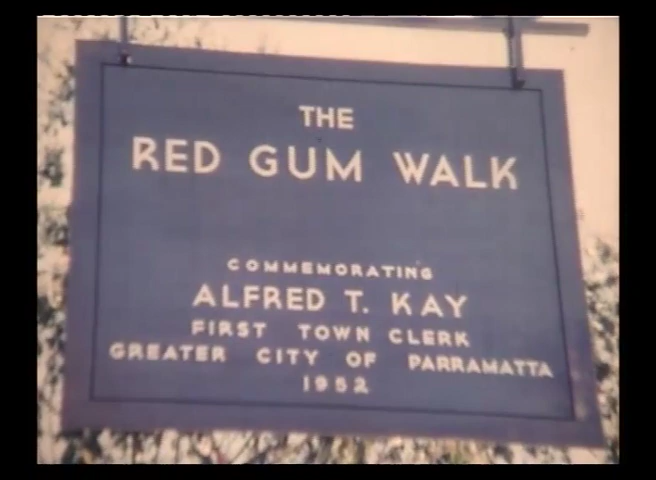 THE
RED GUM WALK
COMMEMORATING
ALFRED T. KAY
FIRST TOWN CLERK
GREATER CITY OF PARRAMATTA
1952